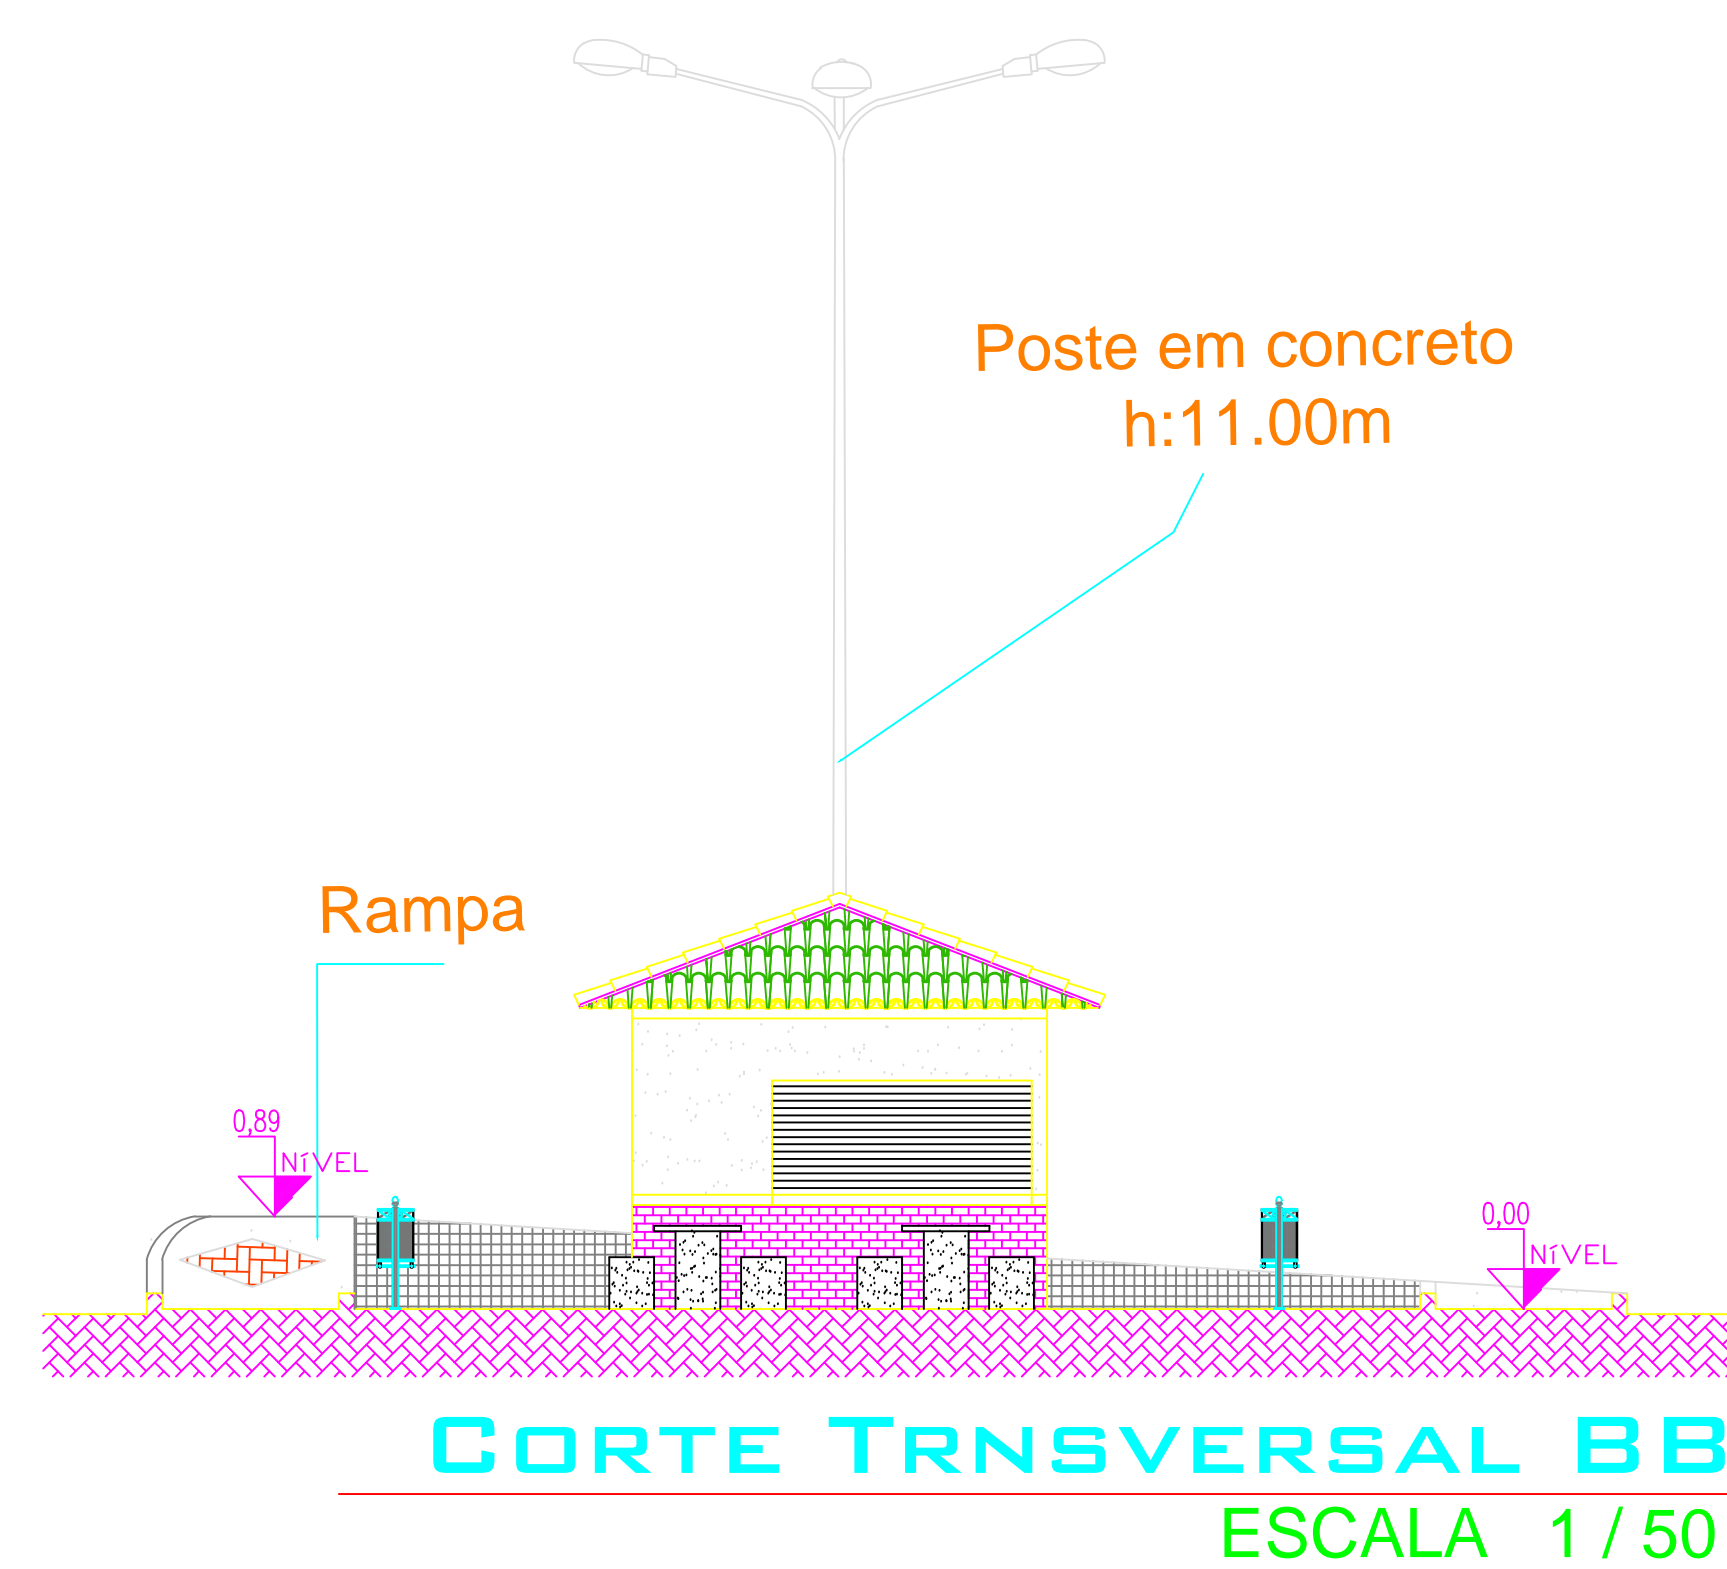 Poste em concreto
h:11.00m
Rampa
0,89
NíVEL
0,00
NíVEL
CORTE TRNSVERSAL BB
ESCALA 1/50